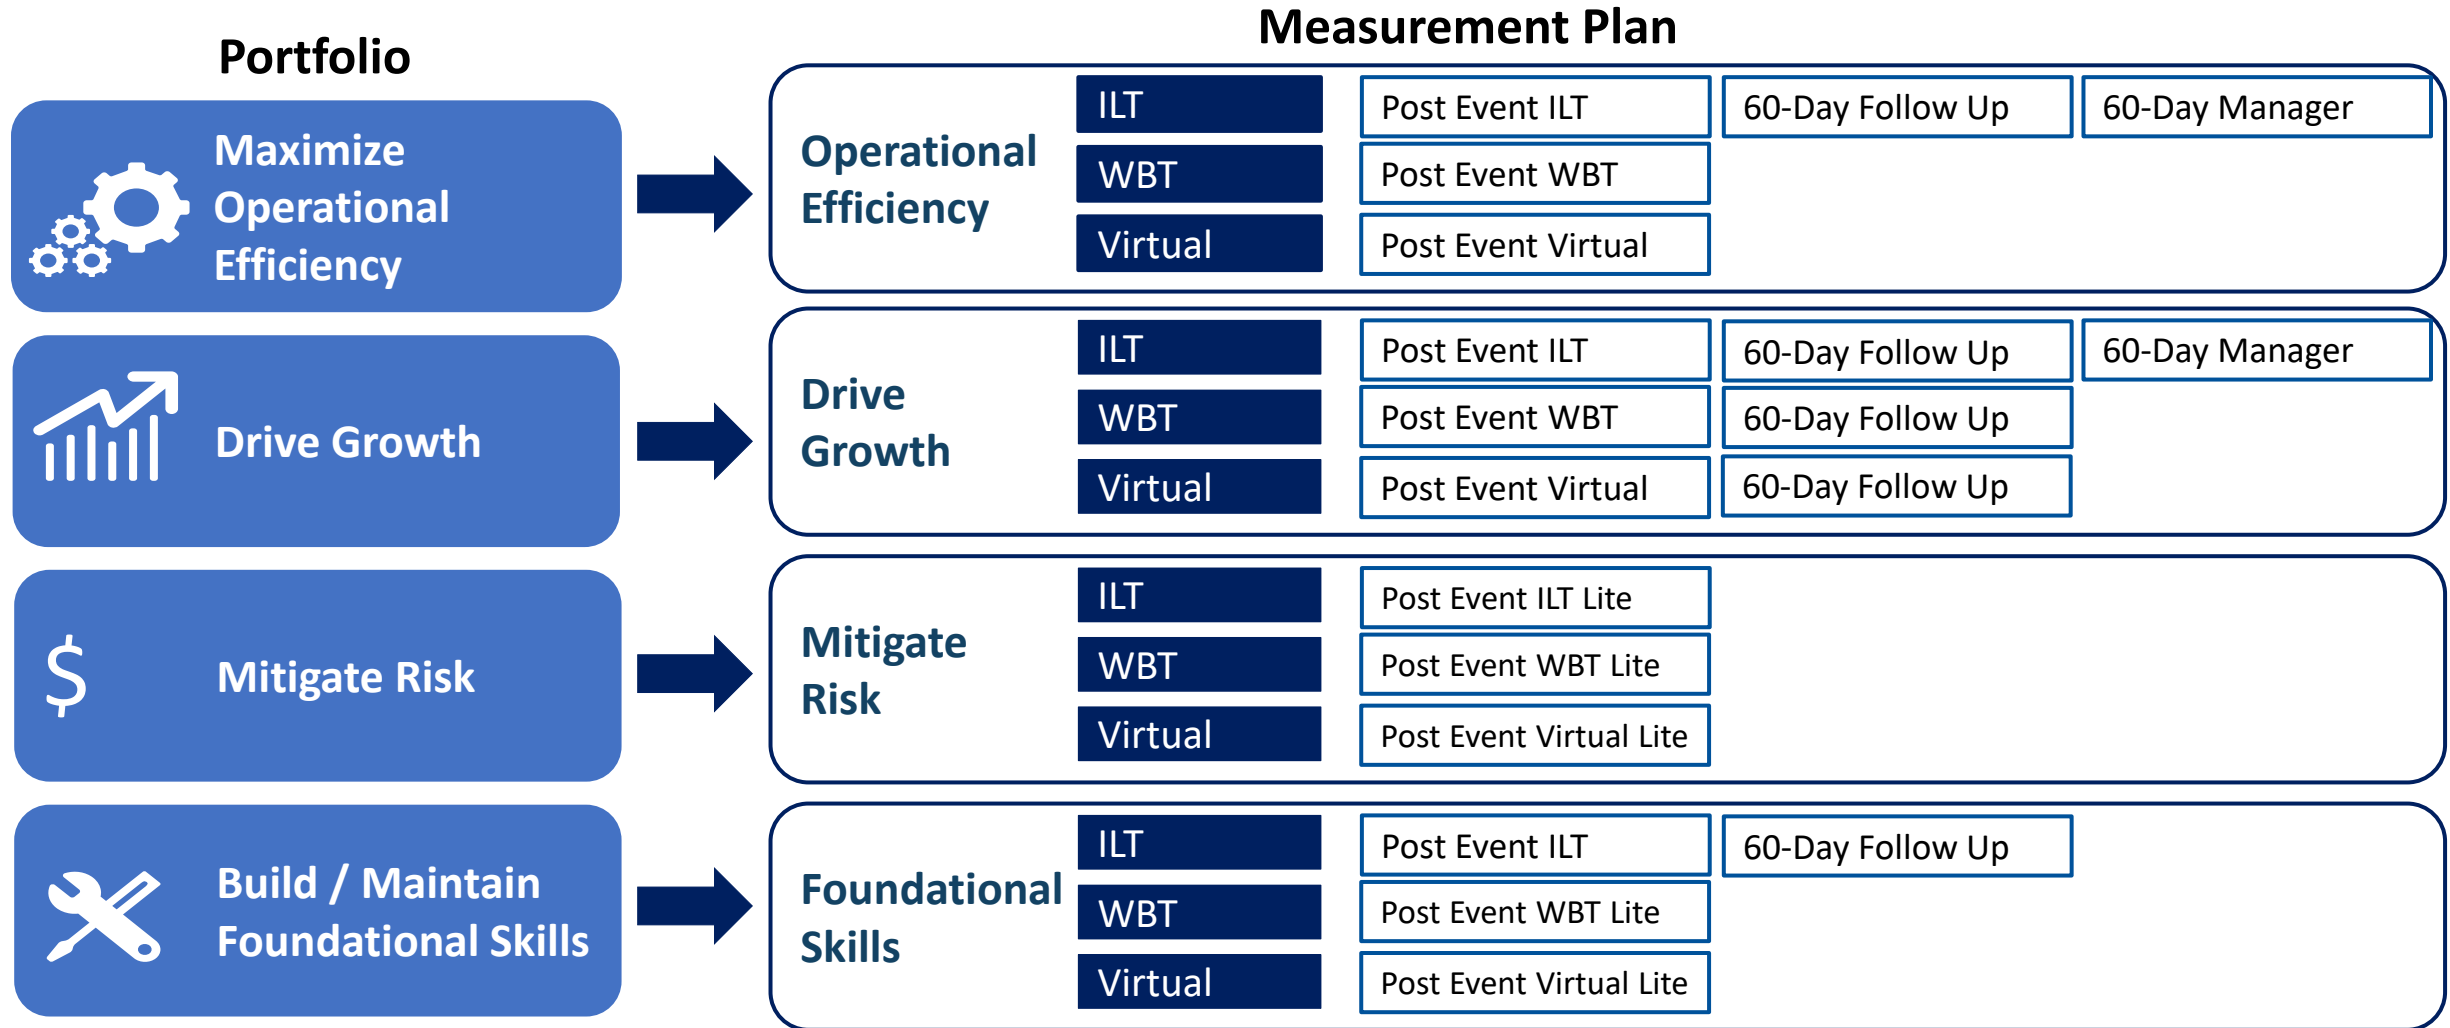 Portfolio
Measurement Plan
Maximize
Operational
Efficiency
Operational
Efficiency
ILT
Post Event ILT
60-Day Follow Up
60-Day Manager
WBT
Post Event WBT
Virtual
Post Event Virtual
Drive Growth
Drive
Growth
ILT
Post Event ILT
60-Day Follow Up
60-Day Manager
WBT
Post Event WBT
60-Day Follow Up
Virtual
Post Event Virtual
60-Day Follow Up
$
Mitigate Risk
Mitigate
Risk
ILT
Post Event ILT Lite
WBT
Post Event WBT Lite
Virtual
Post Event Virtual Lite
Build / Maintain
Foundational Skills
Foundational
Skills
ILT
Post Event ILT
60-Day Follow Up
WBT
Post Event WBT Lite
Virtual
Post Event Virtual Lite